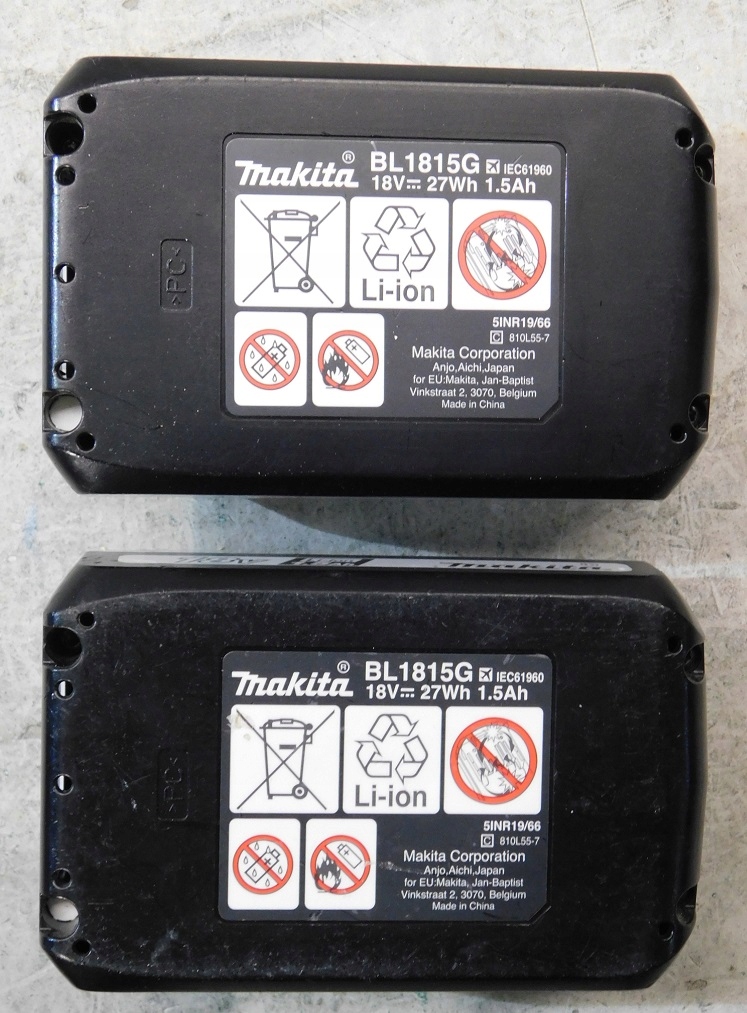 makita® BL1815G IEC61960
18V⎓ 27Wh 1.5Ah
Li-ion
5INR19/66
C 810L55-7
Makita Corporation
Anjo,Aichi,Japan
for EU:Makita, Jan-Baptist
Vinkstraat 2, 3070, Belgium
Made in China
>PC<
makita® BL1815G IEC61960
18V⎓ 27Wh 1.5Ah
Li-ion
5INR19/66
C 810L55-7
Makita Corporation
Anjo,Aichi,Japan
for EU:Makita, Jan-Baptist
Vinkstraat 2, 3070, Belgium
Made in China
>PC<